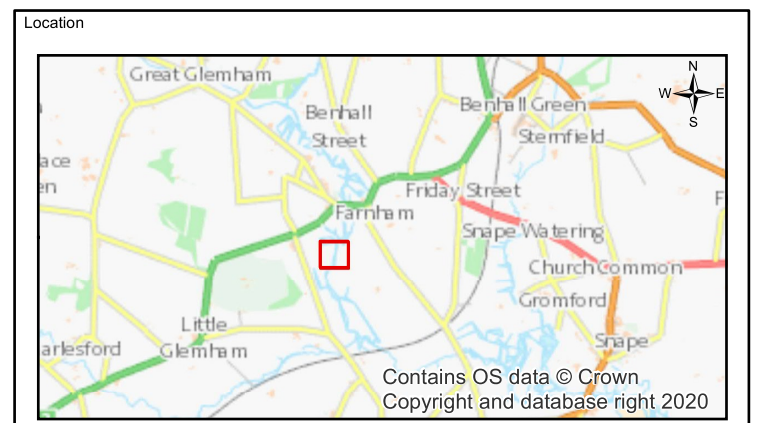 Location
N
W E
S
Great Glemham
Benhall Green
Benhall
Street
Sternfield
ace
en
Friday Street
F
Farnham
Snape Watering
Church Common
Gromford
Little
Glemham
Snape
arlesford
Contains OS data © Crown
Copyright and database right 2020